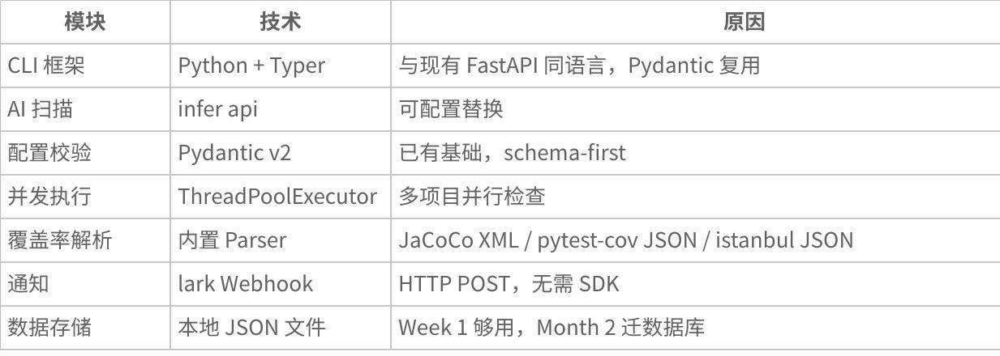 模块 技术 原因
CLI 框架 Python + Typer 与现有 FastAPI 同语言，Pydantic 复用
AI 扫描 infer api 可配置替换
配置校验 Pydantic v2 已有基础，schema-first
并发执行 ThreadPoolExecutor 多项目并行检查
覆盖率解析 内置 Parser JaCoCo XML / pytest-cov JSON / istanbul JSON
通知 lark Webhook HTTP POST，无需 SDK
数据存储 本地 JSON 文件 Week 1 够用，Month 2 迁数据库